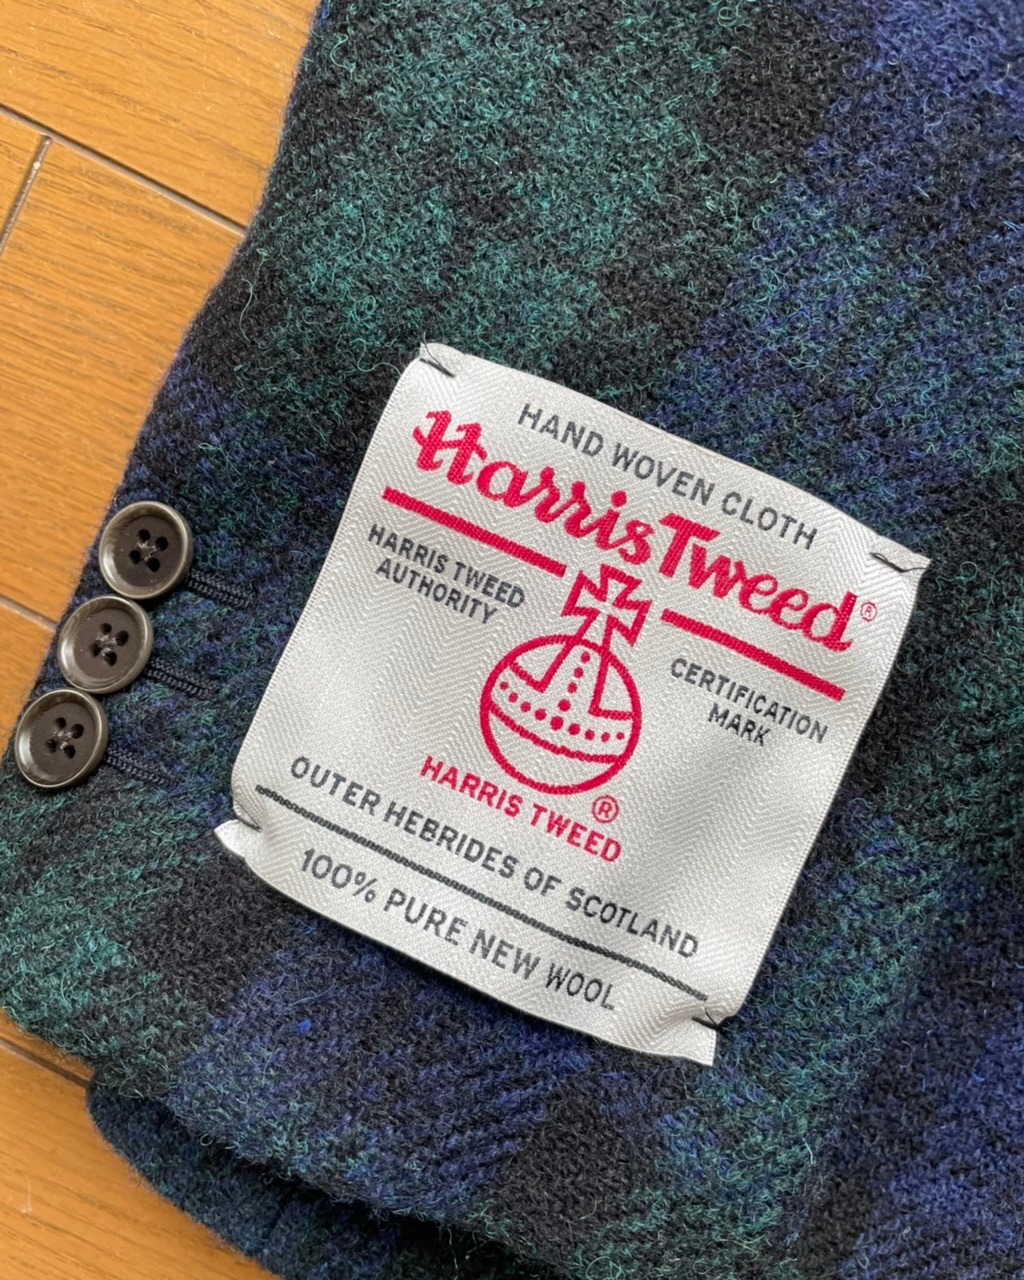 HAND WOVEN CLOTH
Harris Tweed®
HARRIS TWEED
AUTHORITY
CERTIFICATION
MARK
HARRIS TWEED
®
OUTER HEBRIDES OF SCOTLAND
100% PURE NEW WOOL